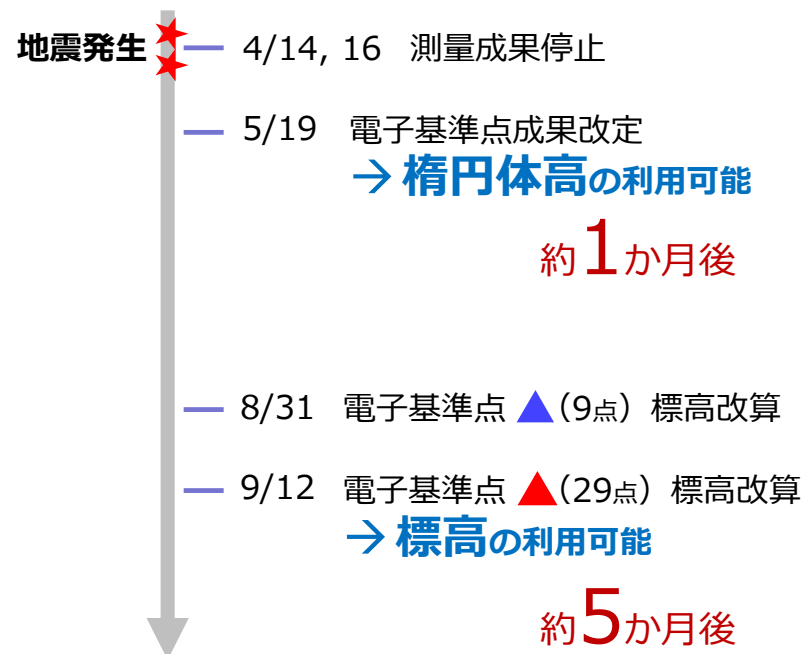 地震発生
4/14, 16 測量成果停止
5/19 電子基準点成果改定
→ 楕円体高の利用可能
約1か月後
8/31 電子基準点 ▲（9点）標高改算
9/12 電子基準点 ▲（29点）標高改算
→ 標高の利用可能
約5か月後